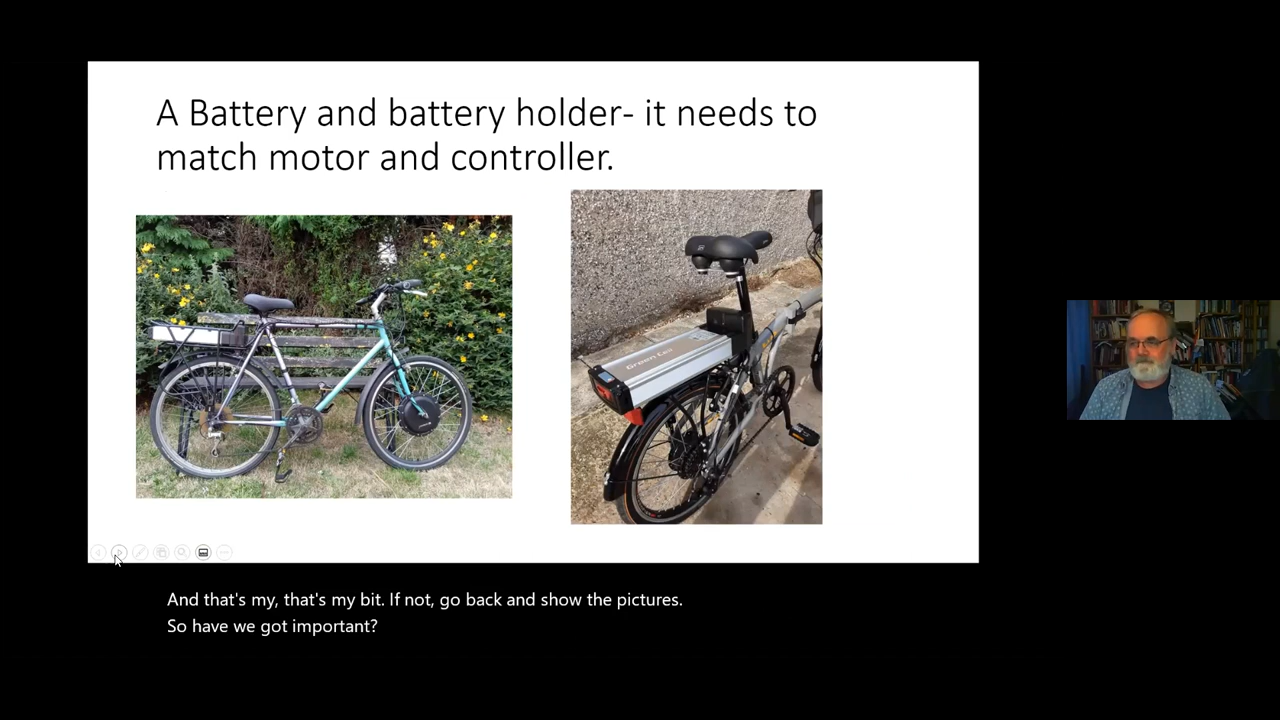 A Battery and battery holder- it needs to
match motor and controller.
Green Cell
And that's my, that's my bit. If not, go back and show the pictures.
So have we got important?